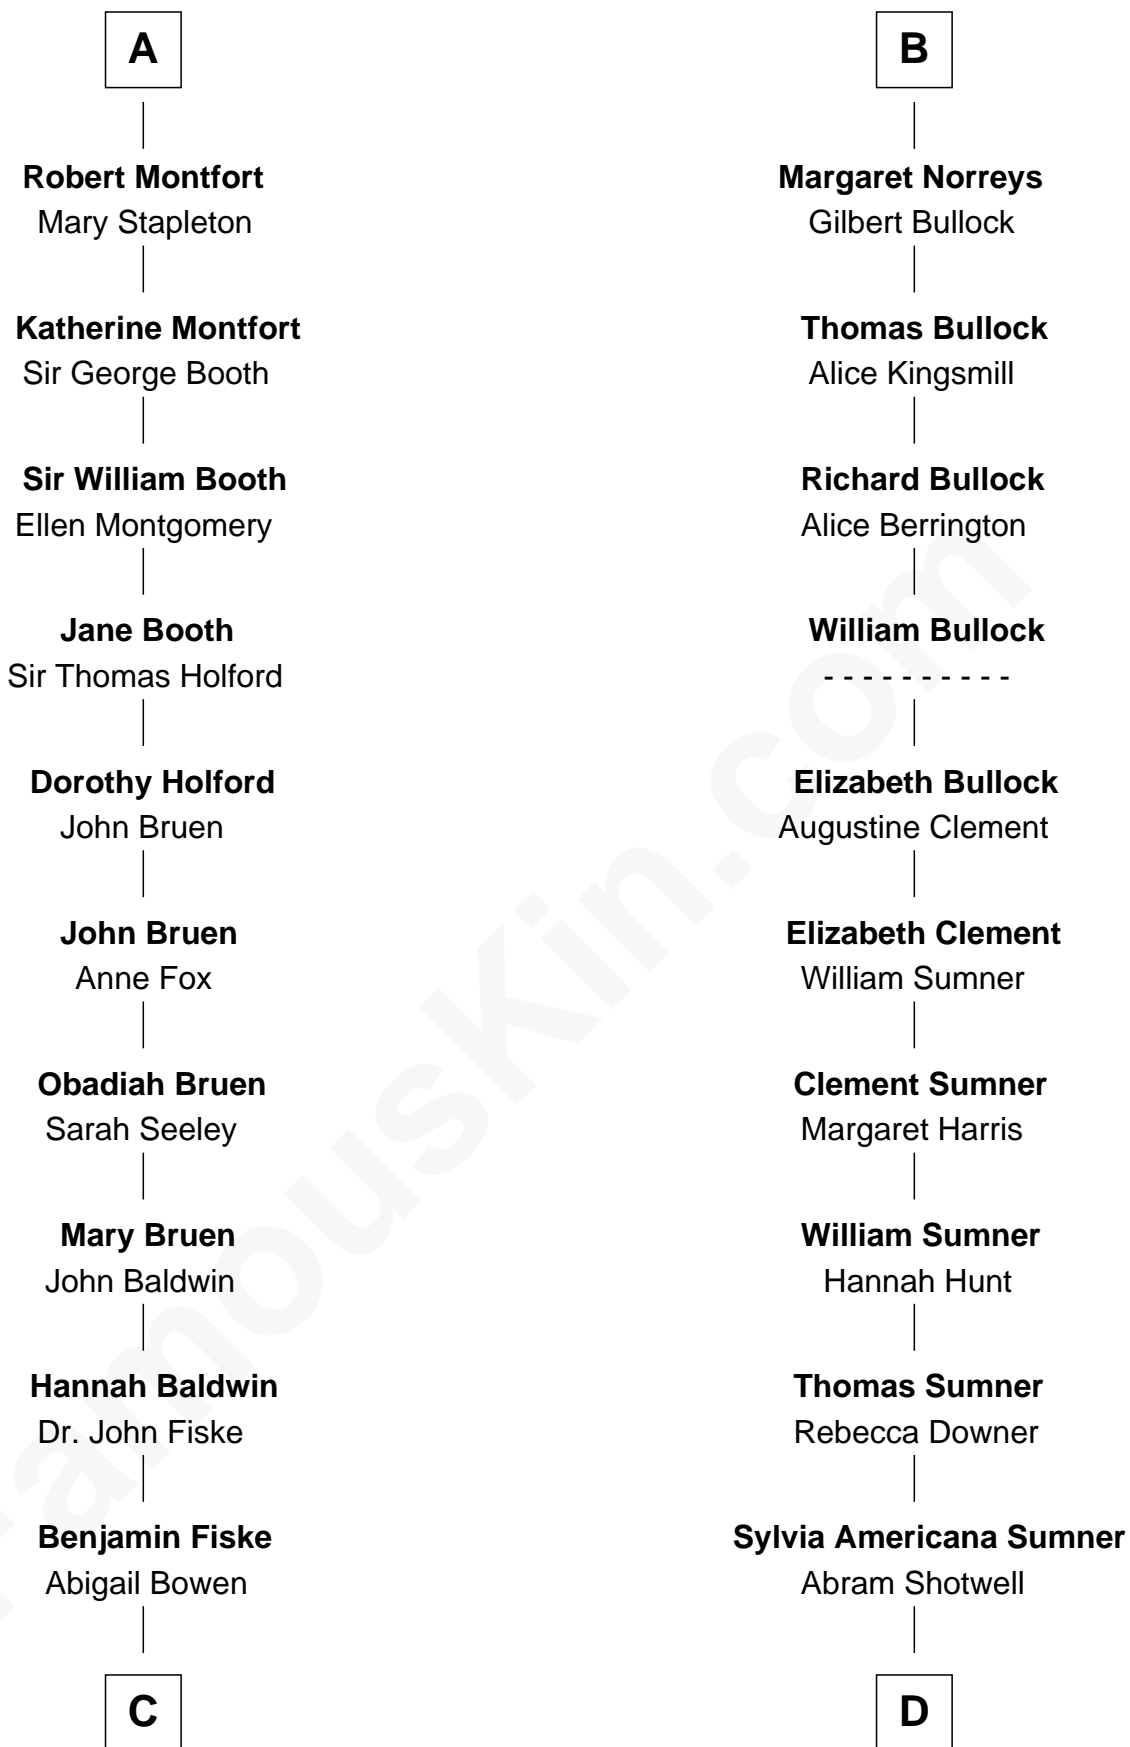 A
Robert Montfort
Mary Stapleton
Katherine Montfort
Sir George Booth
Sir William Booth
Ellen Montgomery
Jane Booth
Sir Thomas Holford
Dorothy Holford
John Bruen
John Bruen
Anne Fox
Obadiah Bruen
Sarah Seeley
Mary Bruen
John Baldwin
Hannah Baldwin
Dr. John Fiske
Benjamin Fiske
Abigail Bowen
C
B
Margaret Norreys
Gilbert Bullock
Thomas Bullock
Alice Kingsmill
Richard Bullock
Alice Berrington
William Bullock
- - - - - - - - - -
Elizabeth Bullock
Augustine Clement
Elizabeth Clement
William Sumner
Clement Sumner
Margaret Harris
William Sumner
Hannah Hunt
Thomas Sumner
Rebecca Downer
Sylvia Americana Sumner
Abram Shotwell
D
FamousKin.com